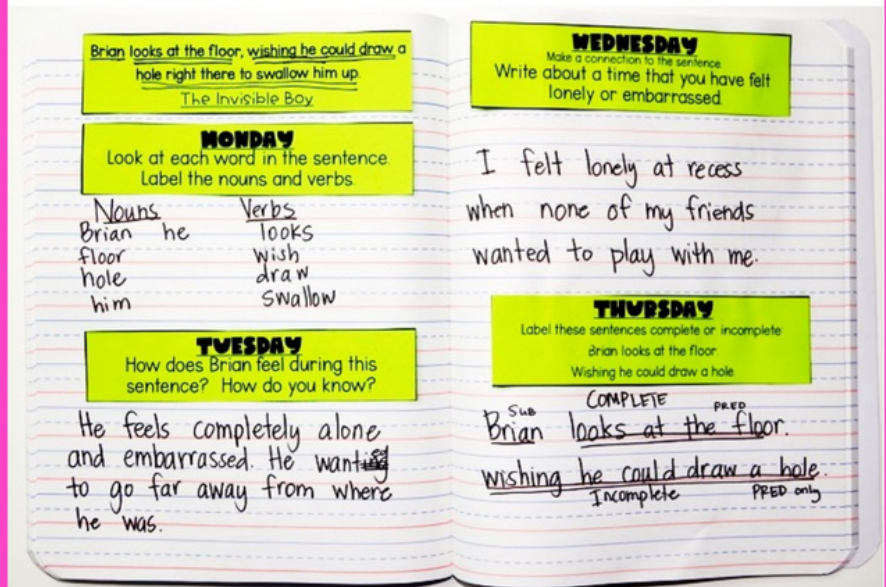 Brian looks at the floor, wishing he could draw a
hole right there to swallow him up.
The Invisible Boy
MONDAY
Look at each word in the sentence.
Label the nouns and verbs.
Nouns Verbs
Brian he looks
floor wish
hole draw
him swallow
TUESDAY
How does Brian feel during this
sentence? How do you know?
He feels completely alone
and embarrassed. He want
to go far away from where
he was.
WEDNESDAY
Make a connection to the sentence
Write about a time that you have felt
lonely or embarrassed.
I felt lonely at recess
when none of my friends
wanted to play with me.
THURSDAY
Label these sentences complete or incomplete
Brian looks at the floor.
Wishing he could draw a hole.
COMPLETE
Sub PRED
Brian looks at the floor.
wishing he could draw a hole.
Incomplete PRED only